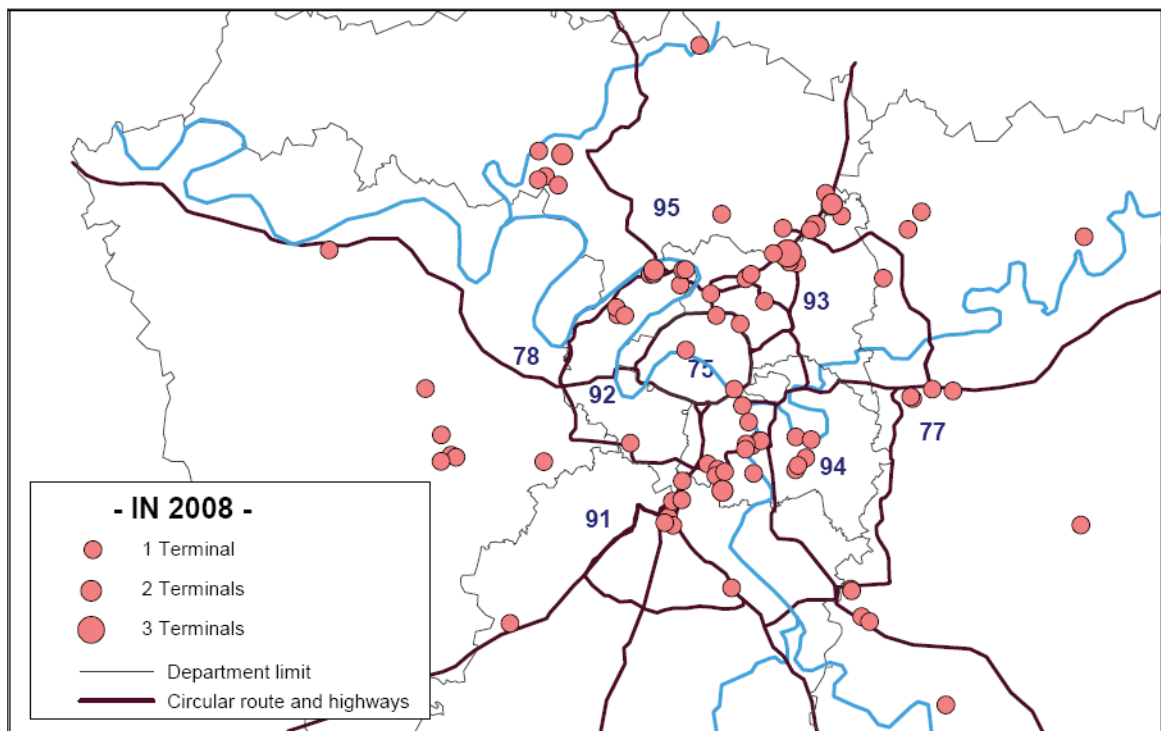 95
93
78
75
92
77
94
91
- IN 2008 -
1 Terminal
2 Terminals
3 Terminals
Department limit
Circular route and highways